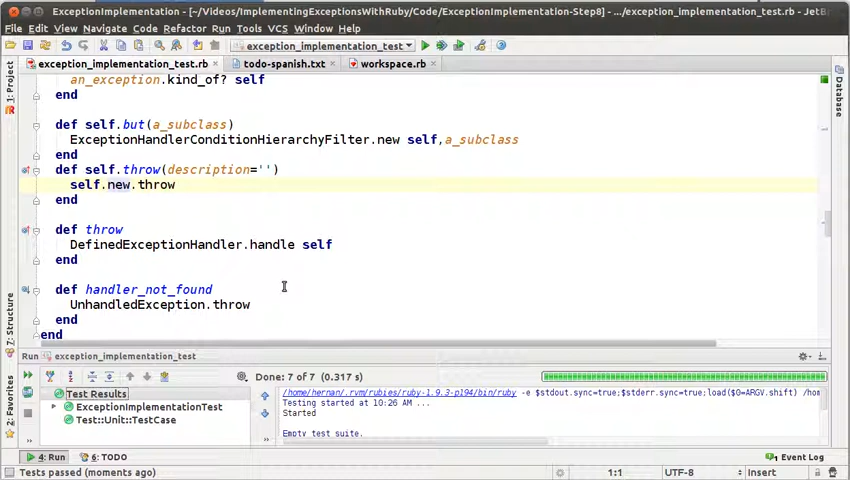 ExceptionImplementation - [~/Videos/ImplementingExceptionsWithRuby/Code/ExceptionImplementation-Step8] - .../exception_implementation_test.rb - JetBr
File Edit View Navigate Code Refactor Run Tools VCS Window Help
exception_implementation_test
exception_implementation_test.rb todo-spanish.txt workspace.rb
1: Project
Database
7: Structure
2: Favorites
an_exception.kind_of? self
end
def self.but(a_subclass)
ExceptionHandlerConditionHierarchyFilter.new self,a_subclass
end
def self.throw(description='')
self.new.throw
end
def throw
DefinedExceptionHandler.handle self
end
def handler_not_found
UnhandledException.throw
end
end
Run exception_implementation_test
Done: 7 of 7 (0.317 s)
Test Results
ExceptionImplementationTest
Test::Unit::TestCase
/home/hernan/.rvm/rubies/ruby-1.9.3-p194/bin/ruby -e $stdout.sync=true;$stderr.sync=true;load($0=ARGV.shift) /hom
Testing started at 10:26 AM ...
Started
Empty test suite.
4: Run 6: TODO Event Log
Tests passed (moments ago) 1:1 UTF-8 Insert